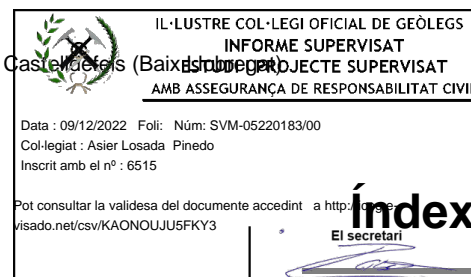 IL·LUSTRE COL·LEGI OFICIAL DE GEÒLEGS
INFORME SUPERVISAT
Castelldefels (Baix Llobregat)
ESTUDI - PROJECTE SUPERVISAT
AMB ASSEGURANÇA DE RESPONSABILITAT CIVIL
Data : 09/12/2022 Foli: Núm: SVM-05220183/00
Col·legiat : Asier Losada Pinedo
Inscrit amb el nº : 6515
Pot consultar la validesa del documente accedint a http:
visado.net/csv/KAONOUJU5FKY3
Índex
El secretari